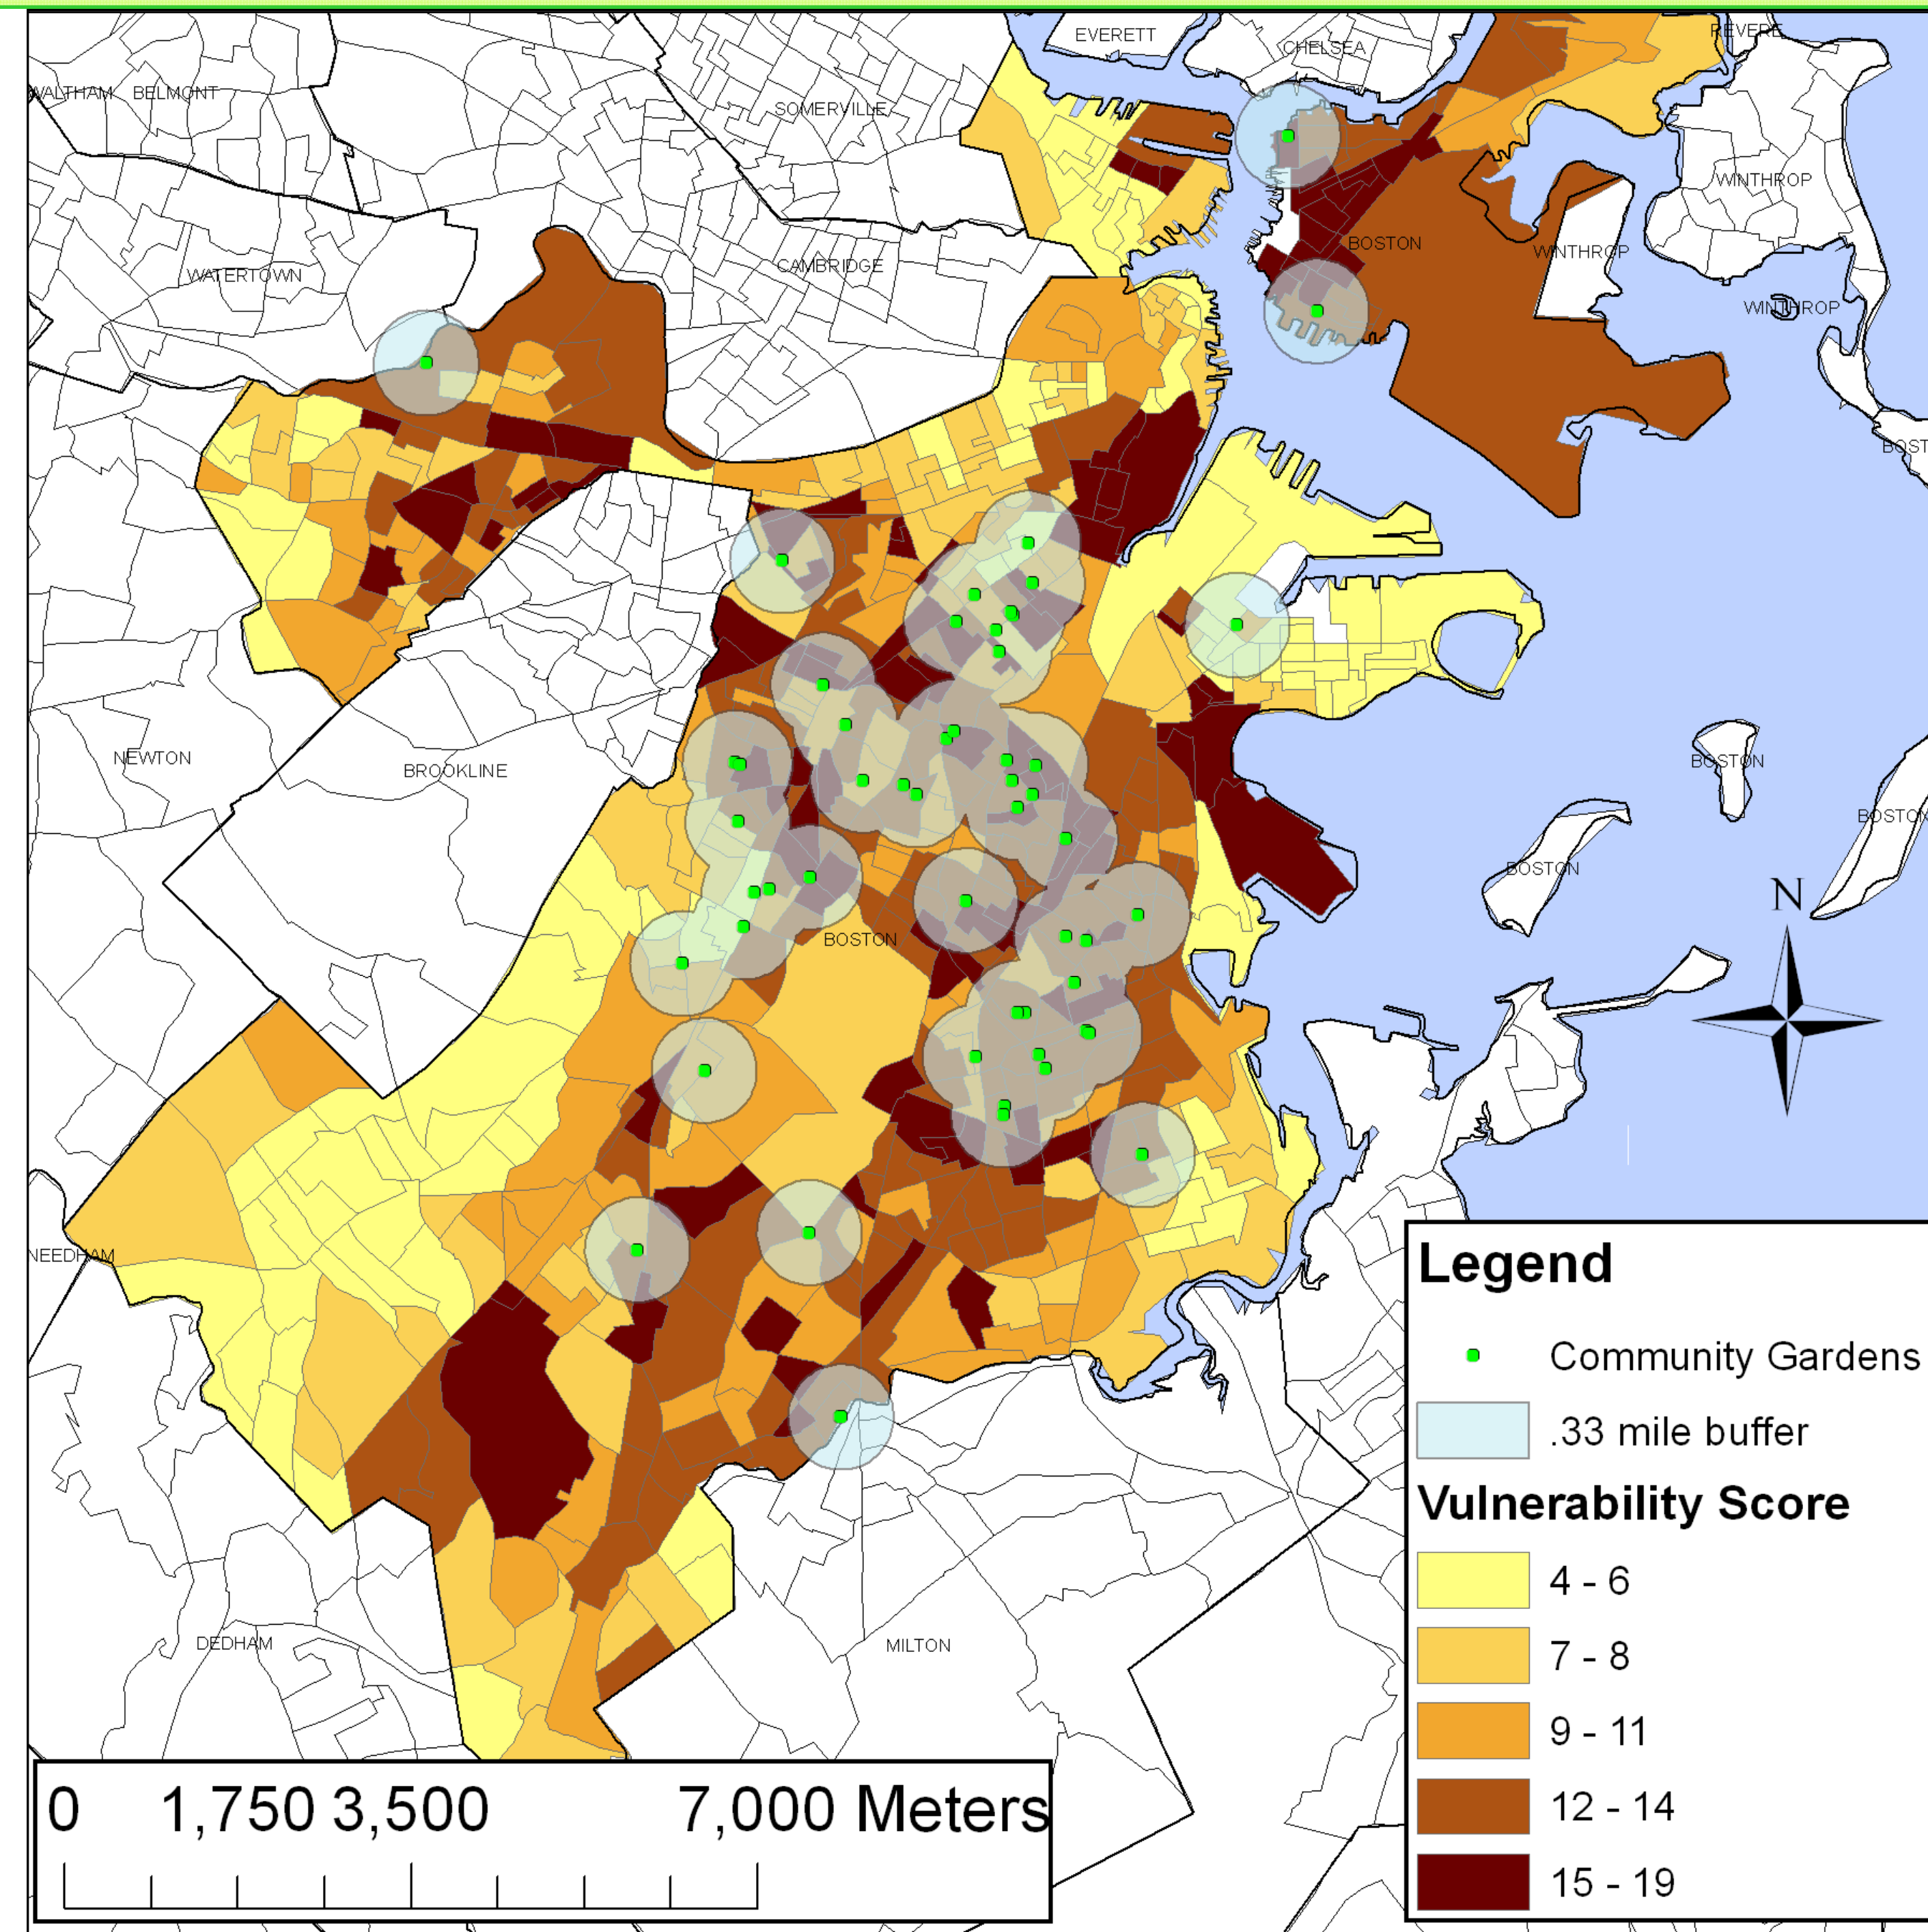 EVERETT
REVERE
CHELSEA
WALTHAM
BELMONT
SOMERVILLE
WINTHROP
BOSTON
WINTHROP
CAMBRIDGE
WATERTOWN
WINTHROP
BOST
NEWTON
BROOKLINE
BOSTON
BOSTON
BOSTON
N
BOSTON
NEEDHAM
DEDHAM
MILTON
Legend
Community Gardens
.33 mile buffer
Vulnerability Score
4 - 6
7 - 8
9 - 11
12 - 14
15 - 19
0 1,750 3,500 7,000 Meters